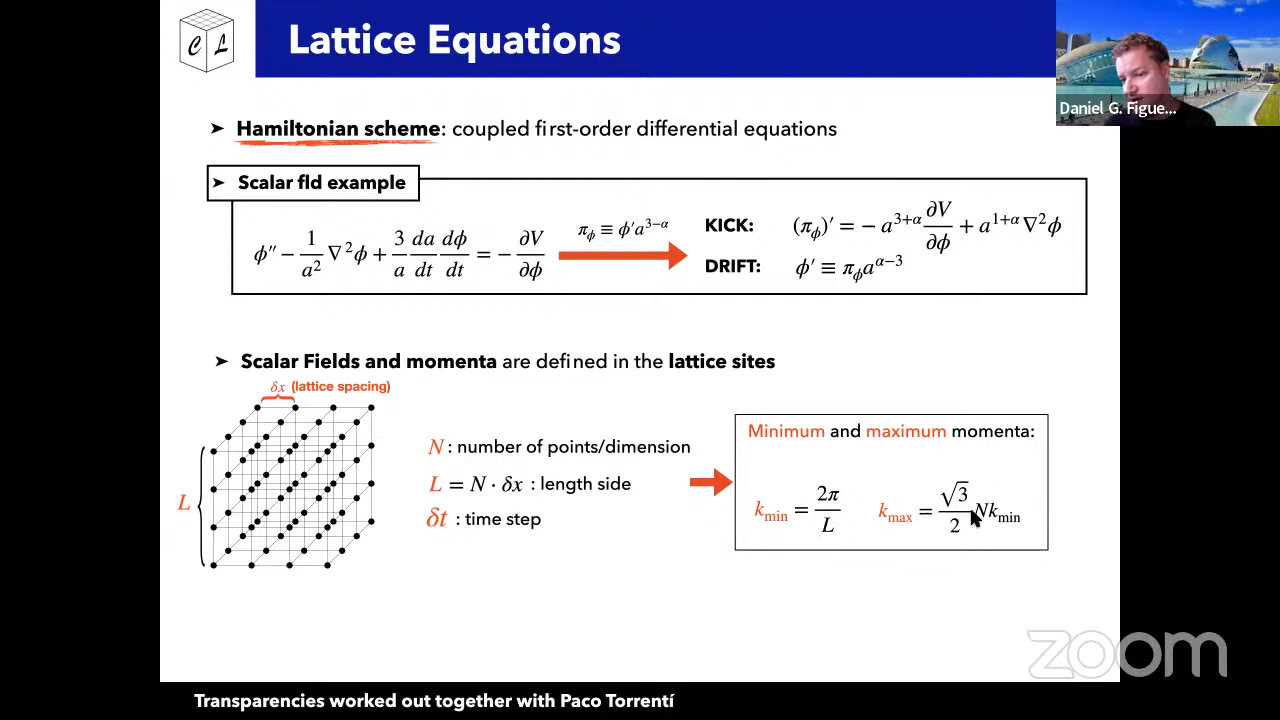 C L
Lattice Equations
Daniel G. Figue...
➤ Hamiltonian scheme: coupled first-order differential equations
➤ Scalar fld example
ϕ′′ − 1/a² ∇²ϕ + 3/a da/dt dϕ/dt = − ∂V/∂ϕ
π_ϕ ≡ ϕ′a^{3−α}
KICK: (π_ϕ)′ = − a^{3+α} ∂V/∂ϕ + a^{1+α} ∇²ϕ
DRIFT: ϕ′ ≡ π_ϕ a^{α−3}
➤ Scalar Fields and momenta are defined in the lattice sites
δx (lattice spacing)
L
N : number of points/dimension
L = N · δx : length side
δt : time step
Minimum and maximum momenta:
k_min = 2π/L k_max = √3/2 Nk_min
zoom
Transparencies worked out together with Paco Torrentí